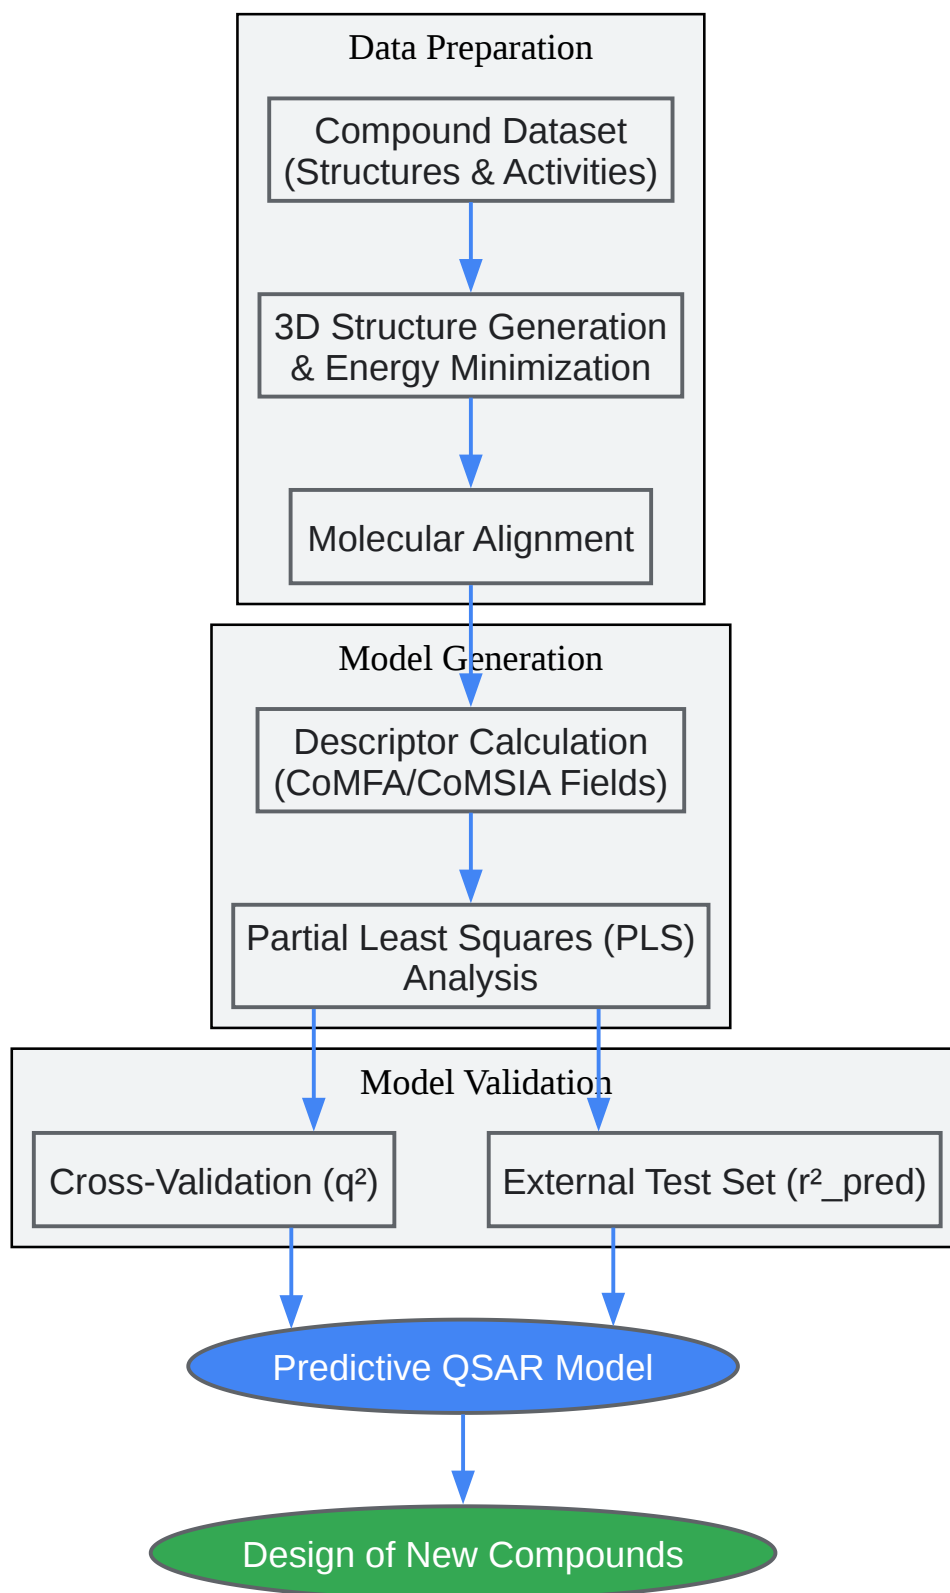 Data Preparation
Compound Dataset
(Structures & Activities)
3D Structure Generation
& Energy Minimization
Molecular Alignment
Model Generation
Descriptor Calculation
(CoMFA/CoMSIA Fields)
Partial Least Squares (PLS)
Analysis
Model Validation
Cross-Validation (q²)
External Test Set (r²_pred)
Predictive QSAR Model
Design of New Compounds